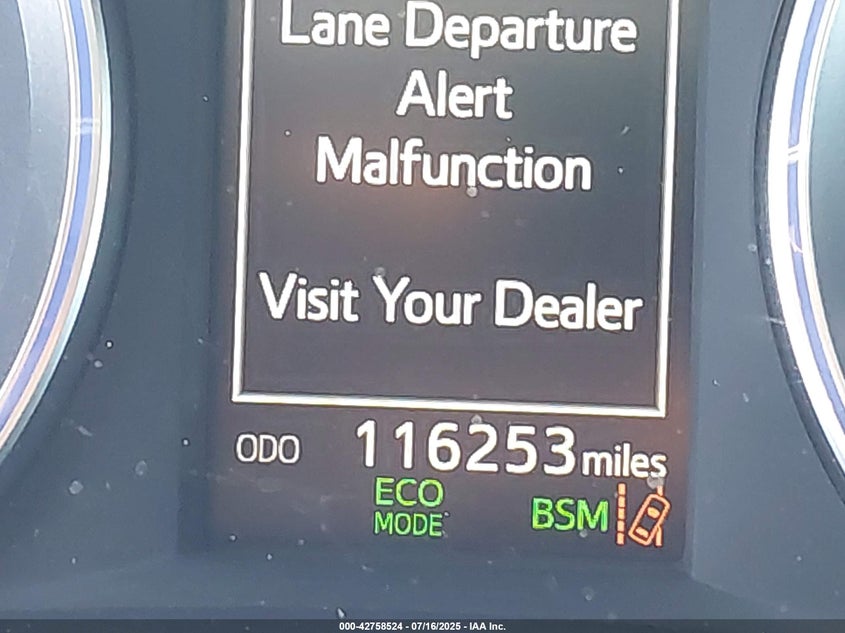 Lane Departure
Alert
Malfunction
Visit Your Dealer
ODO 116253 miles
ECO
MODE
BSM
000-42758524 - 07/16/2025 - IAA Inc.